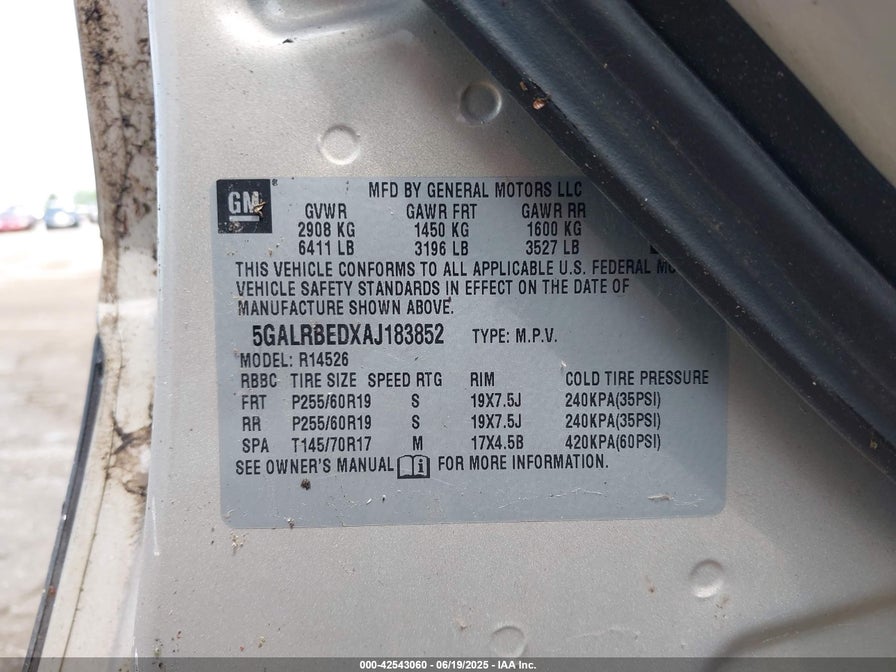 GM
MFD BY GENERAL MOTORS LLC
GVWR GAWR FRT GAWR RR
2908 KG 1450 KG 1600 KG
6411 LB 3196 LB 3527 LB
THIS VEHICLE CONFORMS TO ALL APPLICABLE U.S. FEDERAL
VEHICLE SAFETY STANDARDS IN EFFECT ON THE DATE OF
MANUFACTURE SHOWN ABOVE.
5GALRBEDXAJ183852 TYPE: M.P.V.
MODEL: R14526
RBBC TIRE SIZE SPEED RTG RIM COLD TIRE PRESSURE
FRT P255/60R19 S 19X7.5J 240KPA(35PSI)
RR P255/60R19 S 19X7.5J 240KPA(35PSI)
SPA T145/70R17 M 17X4.5B 420KPA(60PSI)
SEE OWNER'S MANUAL FOR MORE INFORMATION.
000-42543060 - 06/19/2025 - IAA Inc.